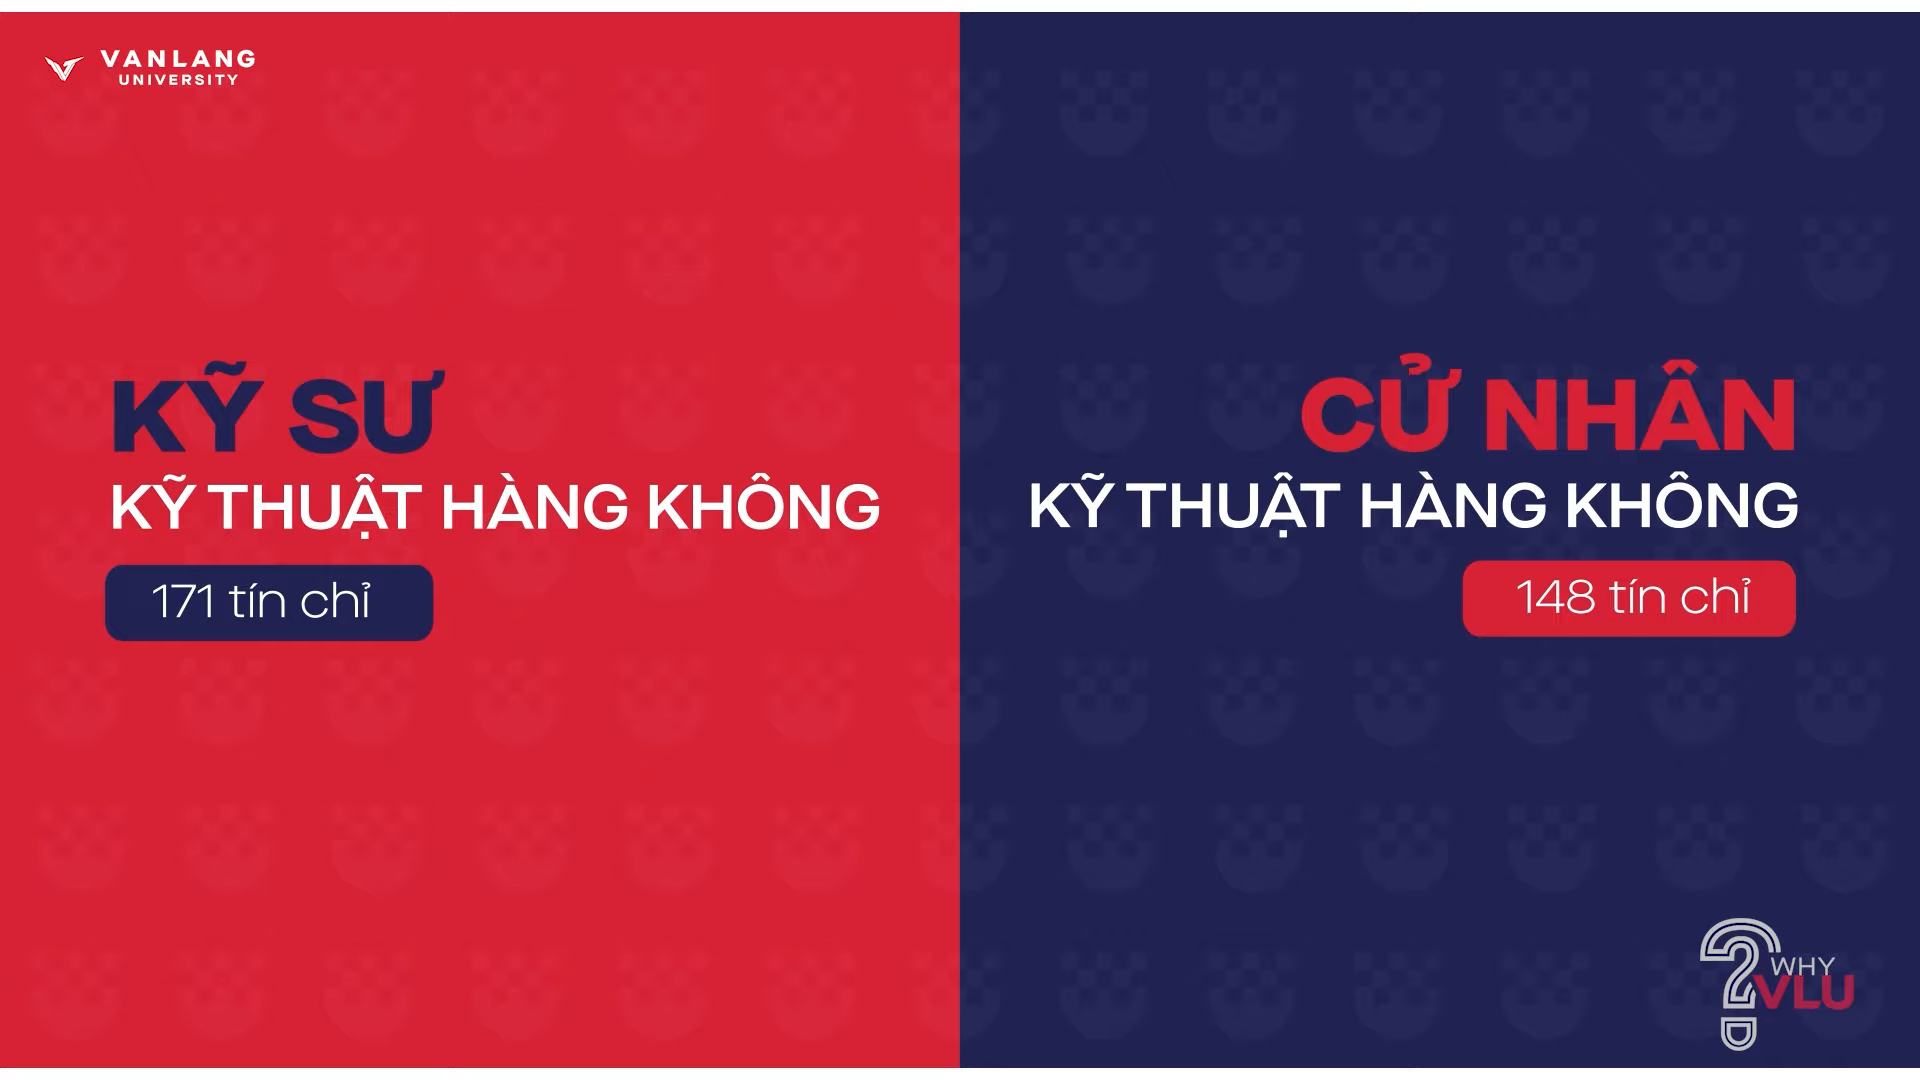 VANLANG
UNIVERSITY
KỸ SƯ
KỸ THUẬT HÀNG KHÔNG
171 tín chỉ
CỬ NHÂN
KỸ THUẬT HÀNG KHÔNG
148 tín chỉ
WHY
VLU